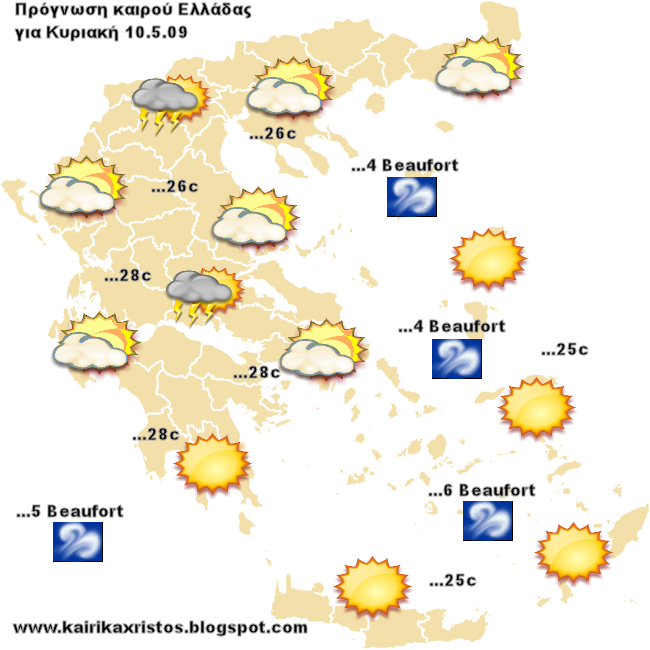 Πρόγνωση καιρού Ελλάδας
για Κυριακή 10.5.09
...26c
...4 Beaufort
...26c
...28c
...4 Beaufort
...25c
...28c
...28c
...6 Beaufort
...5 Beaufort
...25c
www.kairikaxristos.blogspot.com